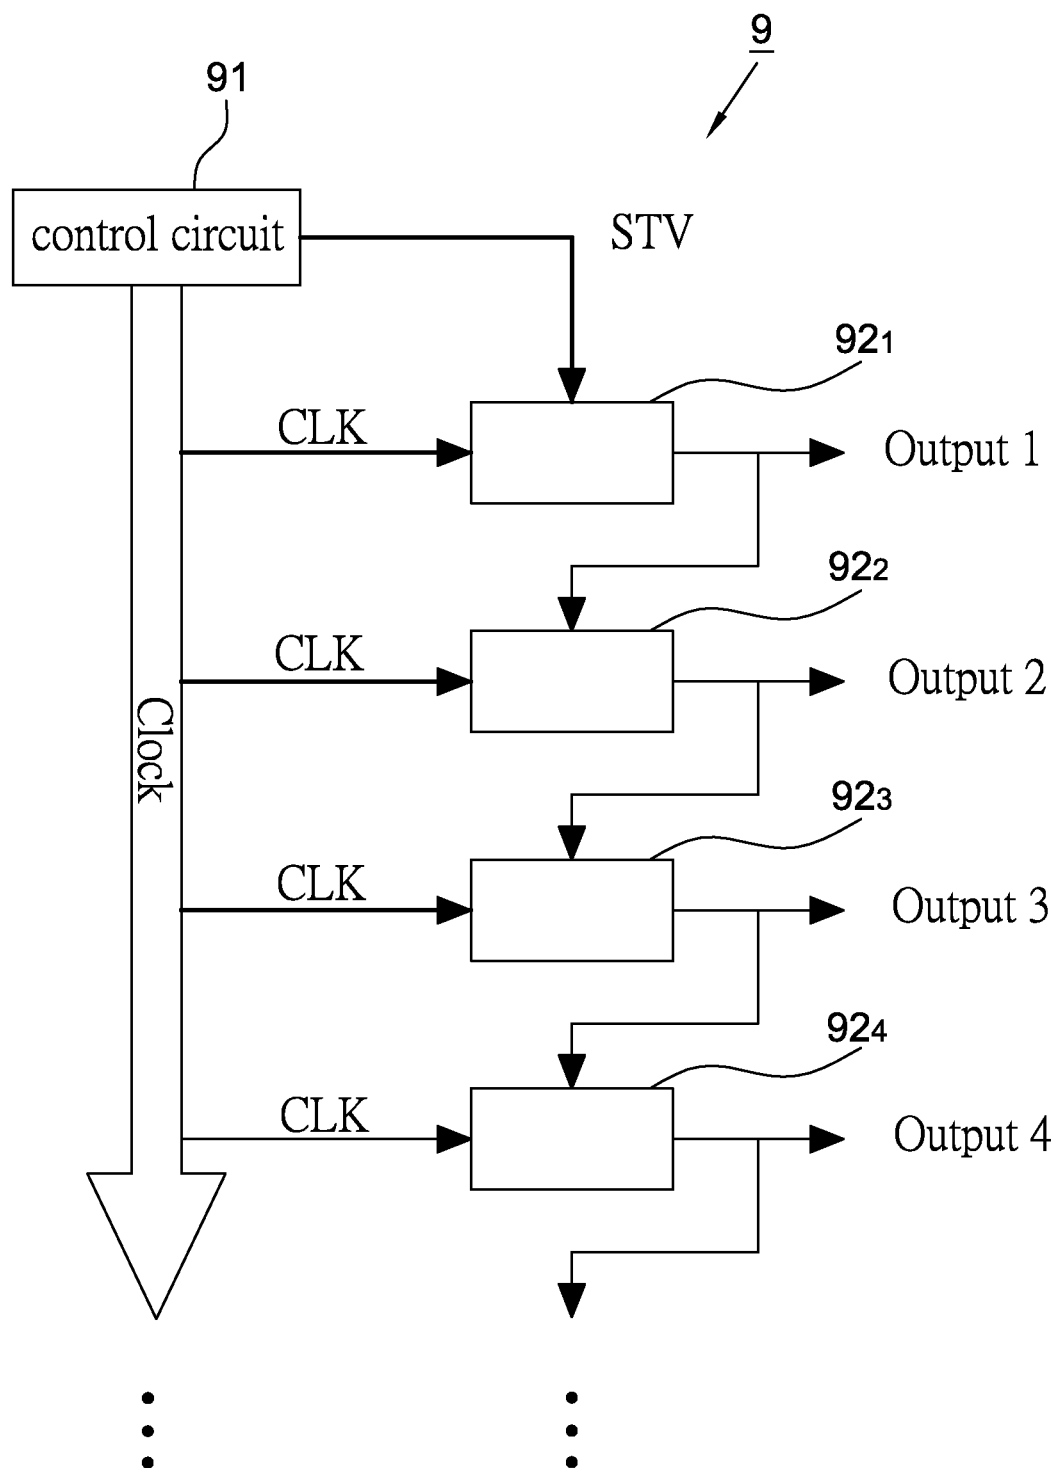 9
91
control circuit
STV
92₁
CLK
Output 1
92₂
CLK
Output 2
Clock
92₃
CLK
Output 3
92₄
CLK
Output 4